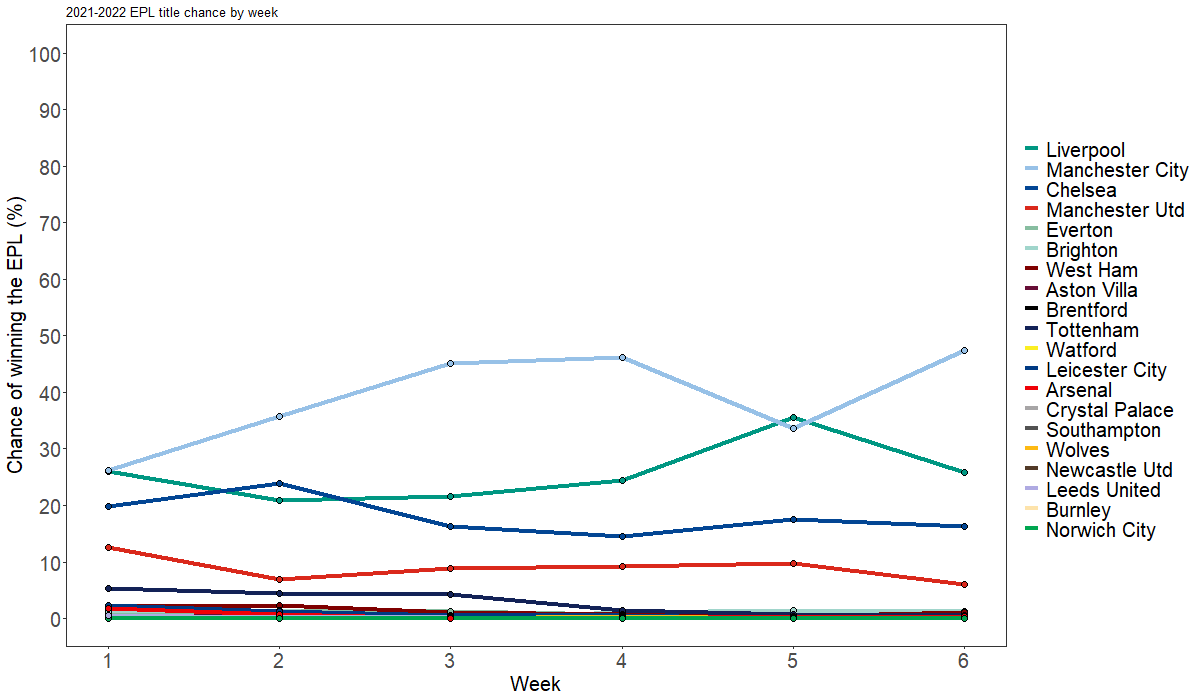 2021-2022 EPL title chance by week
Chance of winning the EPL (%)
100
90
80
70
60
50
40
30
20
10
0
1 2 3 4 5 6
Week
Liverpool
Manchester City
Chelsea
Manchester Utd
Everton
Brighton
West Ham
Aston Villa
Brentford
Tottenham
Watford
Leicester City
Arsenal
Crystal Palace
Southampton
Wolves
Newcastle Utd
Leeds United
Burnley
Norwich City